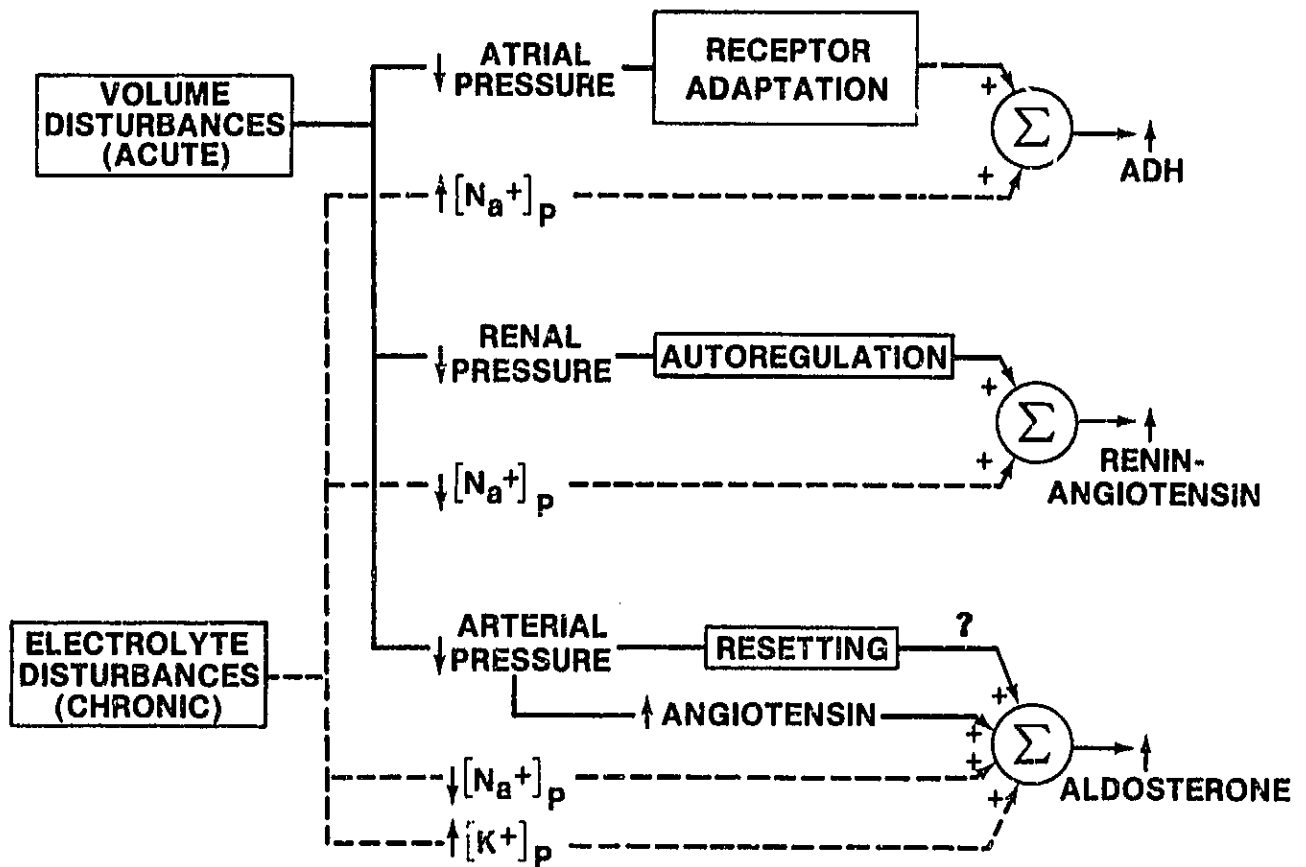 VOLUME
DISTURBANCES
(ACUTE)
↓ ATRIAL
PRESSURE
RECEPTOR
ADAPTATION
+
+
Σ
↑
ADH
↑ [Na+]p
↓ RENAL
PRESSURE
AUTOREGULATION
+
+
Σ
↑
RENIN-
ANGIOTENSIN
↓ [Na+]p
ELECTROLYTE
DISTURBANCES
(CHRONIC)
↓ ARTERIAL
PRESSURE
RESETTING
?
↑ ANGIOTENSIN
+
+
+
+
Σ
↑
ALDOSTERONE
↓ [Na+]p
↑ [K+]p